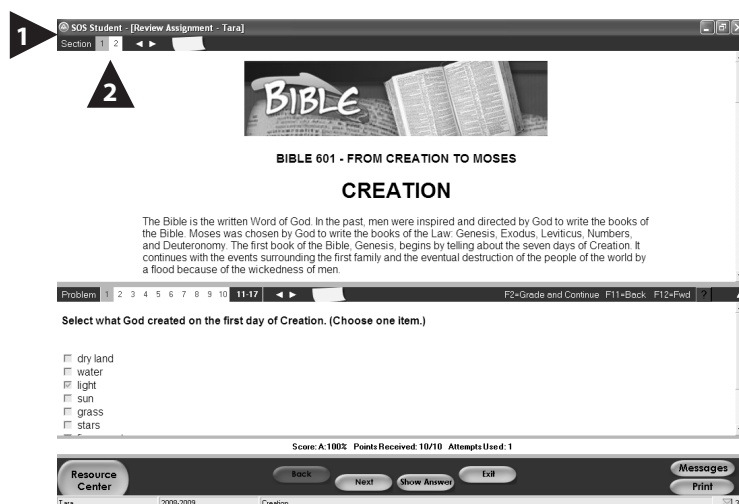 1
SOS Student - [Review Assignment - Tara]
Section 1 2
2
BIBLE
BIBLE 601 - FROM CREATION TO MOSES
CREATION
The Bible is the written Word of God. In the past, men were inspired and directed by God to write the books of
the Bible. Moses was chosen by God to write the books of the Law: Genesis, Exodus, Leviticus, Numbers,
and Deuteronomy. The first book of the Bible, Genesis, begins by telling about the seven days of Creation. It
continues with the events surrounding the first family and the eventual destruction of the people of the world by
a flood because of the wickedness of men.
Problem 1 2 3 4 5 6 7 8 9 10 11-17 F2=Grade and Continue F11=Back F12=Fwd ?
Select what God created on the first day of Creation. (Choose one item.)
dry land
water
light
sun
grass
stars
Score: A:100% Points Received: 10/10 Attempts Used: 1
Resource Center
Back
Next
Show Answer
Exit
Messages
Print
Tara 2008-2009 Creation